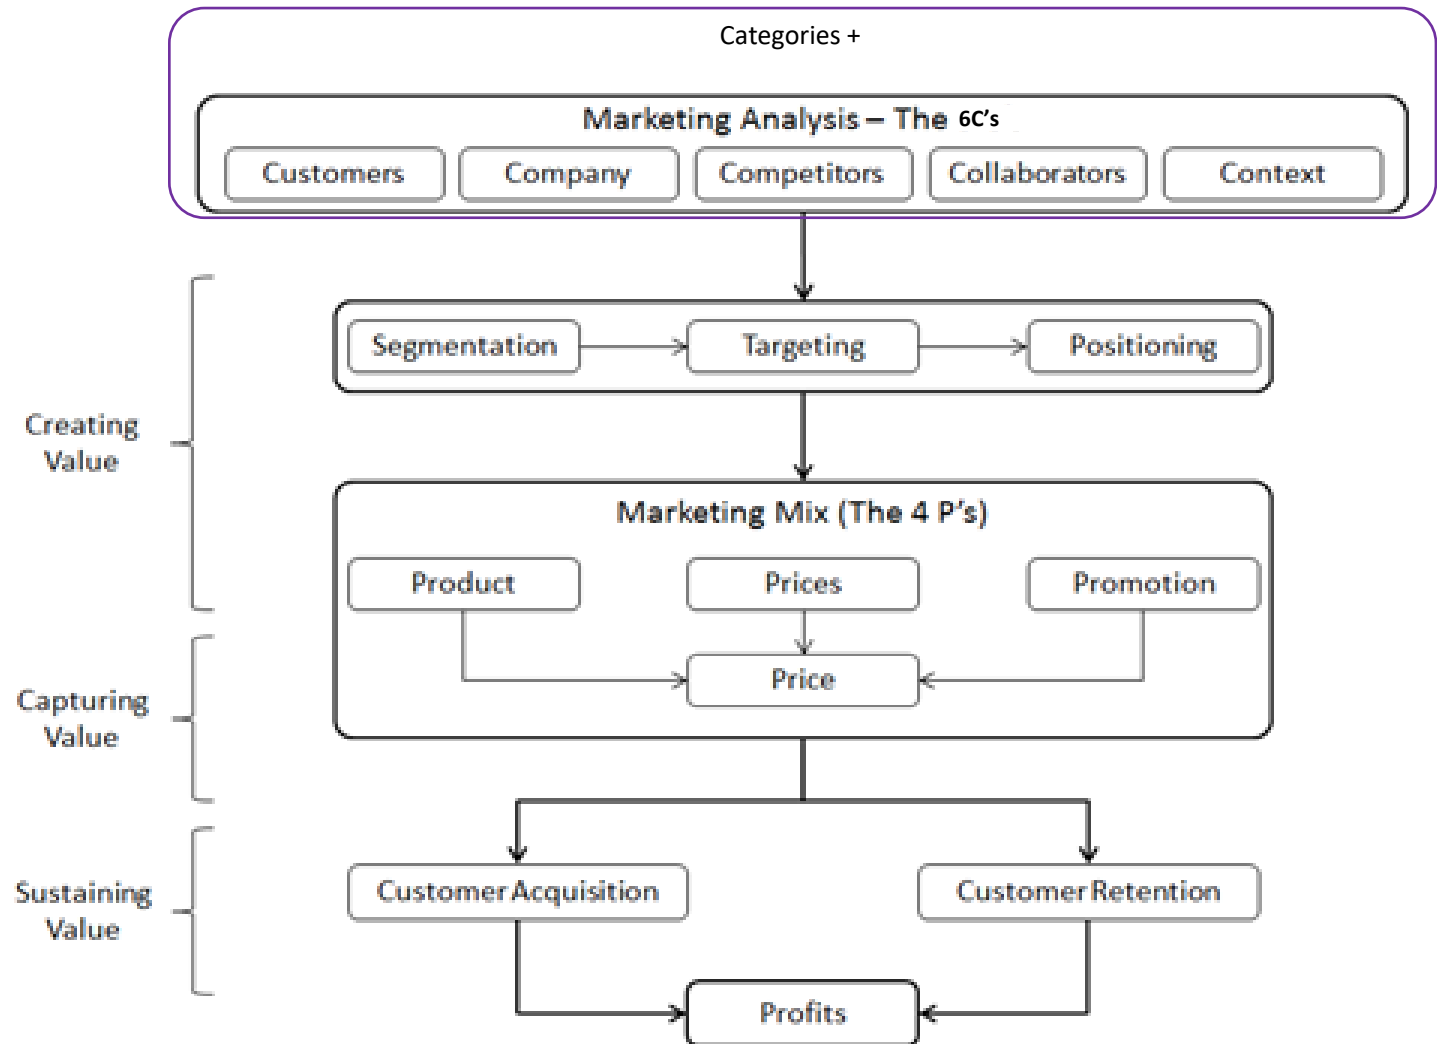 Categories +
Marketing Analysis – The 6C's
Customers
Company
Competitors
Collaborators
Context
Segmentation
Targeting
Positioning
Creating
Value
Marketing Mix (The 4 P's)
Product
Prices
Promotion
Price
Capturing
Value
Customer Acquisition
Customer Retention
Sustaining
Value
Profits